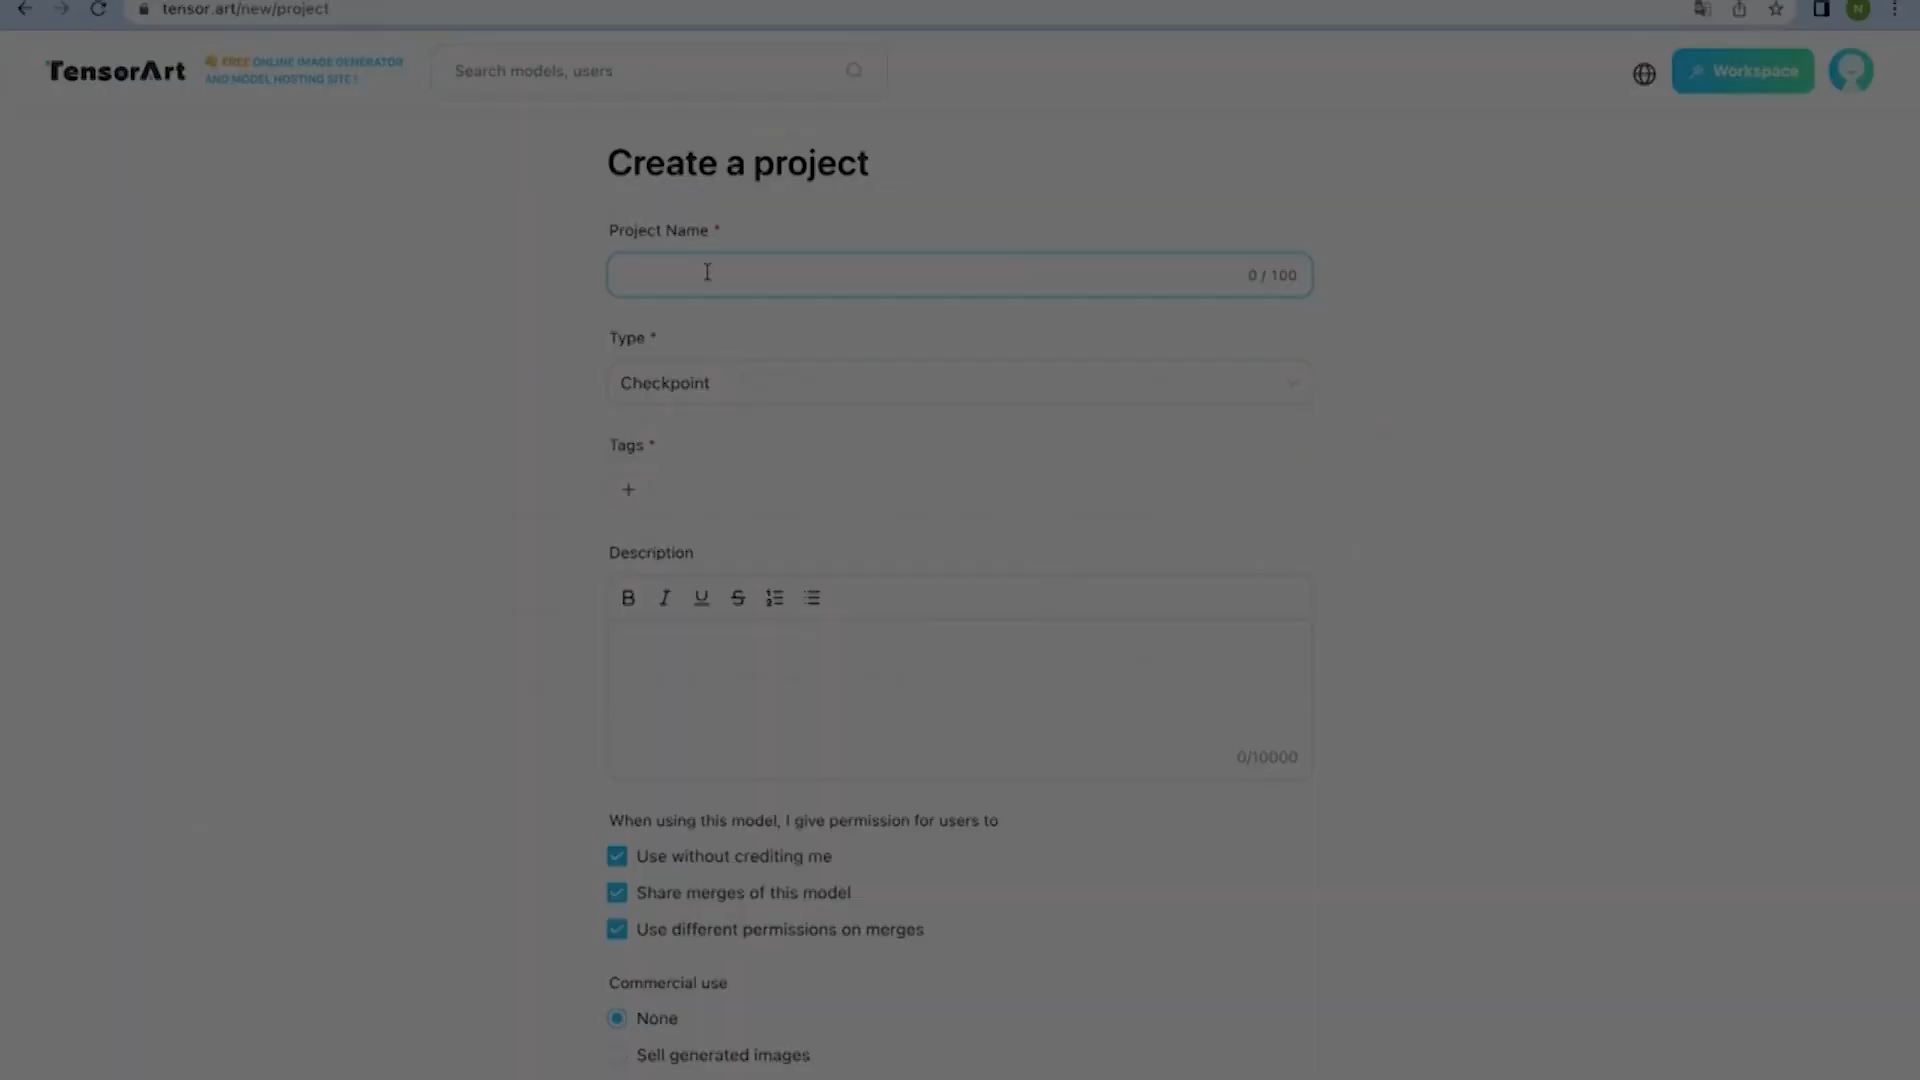 tensor.art/new/project
N
TensorArt
FREE ONLINE IMAGE GENERATOR
AND MODEL HOSTING SITE !
Search models, users
Workspace
Create a project
Project Name *
0 / 100
Type *
Checkpoint
Tags *
+
Description
B I U S
0/10000
When using this model, I give permission for users to
Use without crediting me
Share merges of this model
Use different permissions on merges
Commercial use
None
Sell generated images